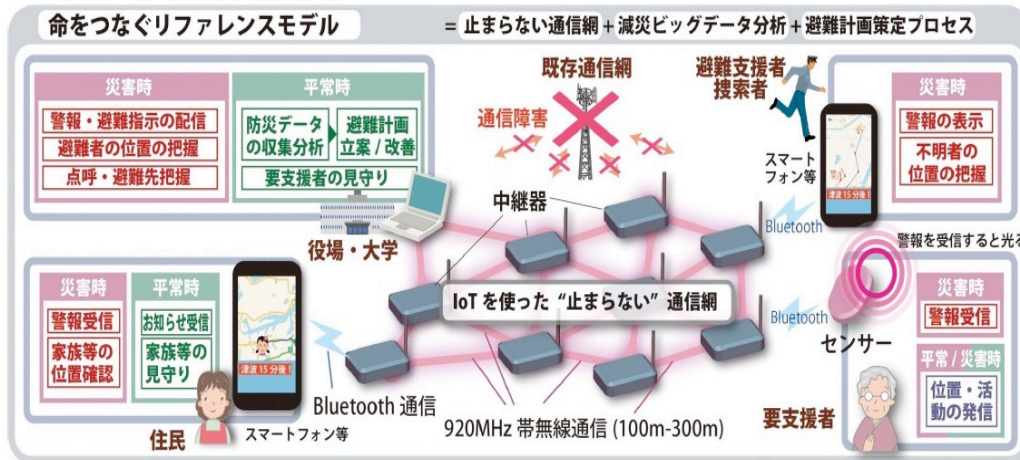 命をつなぐリファレンスモデル
= 止まらない通信網 + 減災ビッグデータ分析 + 避難計画策定プロセス
災害時
警報・避難指示の配信
避難者の位置の把握
点呼・避難先把握
平常時
防災データ
の収集分析
避難計画
立案 / 改善
要支援者の見守り
役場・大学
既存通信網
通信障害
中継器
避難支援者
捜索者
スマート
フォン等
津波 15 分後！
災害時
警報の表示
不明者の
位置の把握
Bluetooth
警報を受信すると光る
IoT を使った “止まらない” 通信網
災害時
警報受信
家族等の
位置確認
平常時
お知らせ受信
家族等の
見守り
津波 15 分後！
住民
スマートフォン等
Bluetooth 通信
920MHz 帯無線通信 (100m-300m)
Bluetooth
センサー
要支援者
災害時
警報受信
平常 / 災害時
位置・活
動の発信